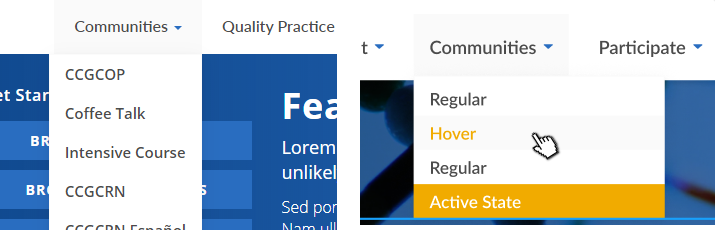 Communities
Quality Practice
CCGCOP
et Star
Coffee Talk
Fea
BR
Intensive Course
Lorem
unlikel
CCGCRN
BRO
S
Sed por
CCGCRN Español
Nam ull
t
Communities
Participate
Regular
Hover
Regular
Active State